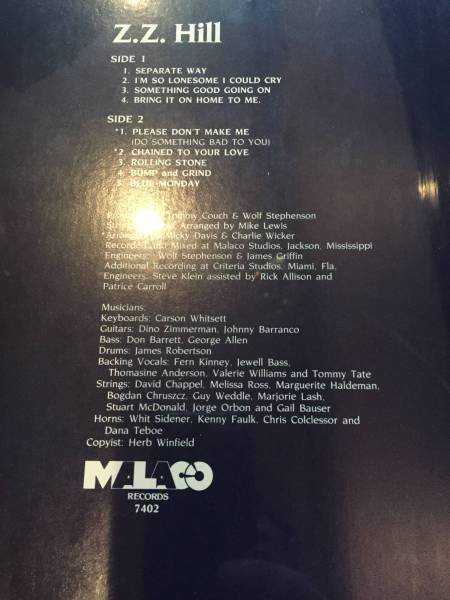 Z.Z. Hill
SIDE 1
1. SEPARATE WAY
2. I'M SO LONESOME I COULD CRY
3. SOMETHING GOOD GOING ON
4. BRING IT ON HOME TO ME.
SIDE 2
*1. PLEASE DON'T MAKE ME
(DO SOMETHING BAD TO YOU)
*2. CHAINED TO YOUR LOVE
3. ROLLING STONE
4. BUMP and GRIND
5. BLUE MONDAY
Tommy Couch & Wolf Stephenson
Arranged by Mike Lewis
Micky Davis & Charlie Wicker
Recorded and Mixed at Malaco Studios, Jackson, Mississippi
Engineers: Wolf Stephenson & James Griffin
Additional Recording at Criteria Studios, Miami, Fla.
Engineers: Steve Klein assisted by Rick Allison and
Patrice Carroll
Musicians:
Keyboards: Carson Whitsett
Guitars: Dino Zimmerman, Johnny Barranco
Bass: Don Barrett, George Allen
Drums: James Robertson
Backing Vocals: Fern Kinney, Jewell Bass,
Thomasine Anderson, Valerie Williams and Tommy Tate
Strings: David Chappel, Melissa Ross, Marguerite Haldeman,
Bogdan Chruszcz, Guy Weddle, Marjorie Lash,
Stuart McDonald, Jorge Orbon and Gail Bauser
Horns: Whit Sidener, Kenny Faulk, Chris Colclessor and
Dana Teboe
Copyist: Herb Winfield
MALACO
RECORDS
7402